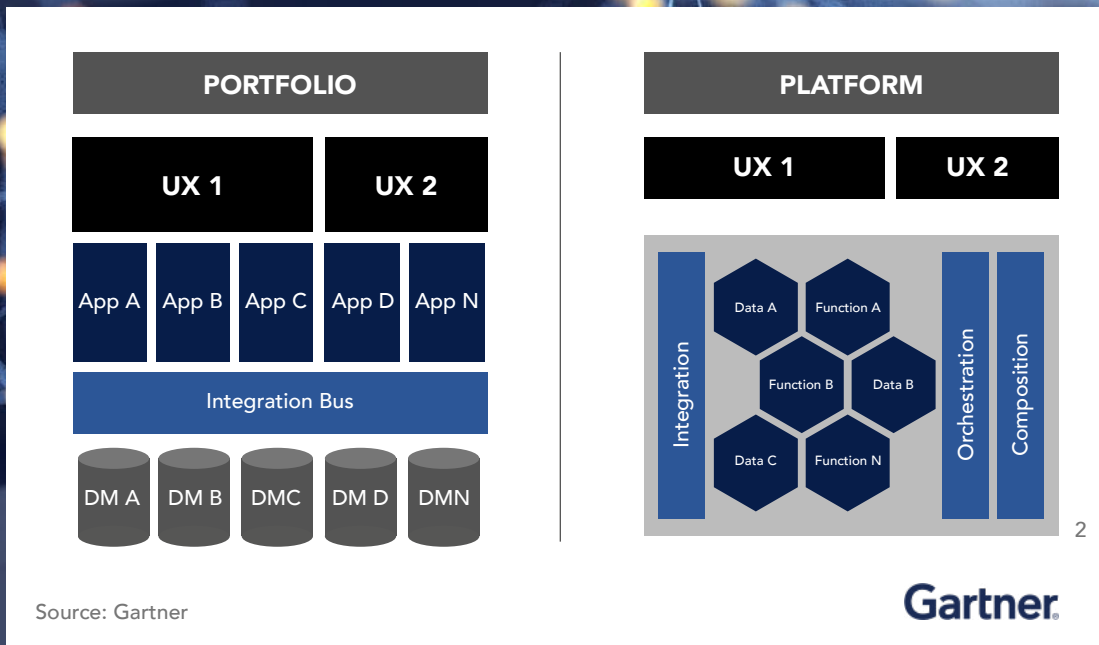 PORTFOLIO
UX 1
UX 2
App A
App B
App C
App D
App N
Integration Bus
DM A
DM B
DMC
DM D
DMN
PLATFORM
UX 1
UX 2
Integration
Data A
Function A
Function B
Data B
Data C
Function N
Orchestration
Composition
2
Source: Gartner
Gartner®